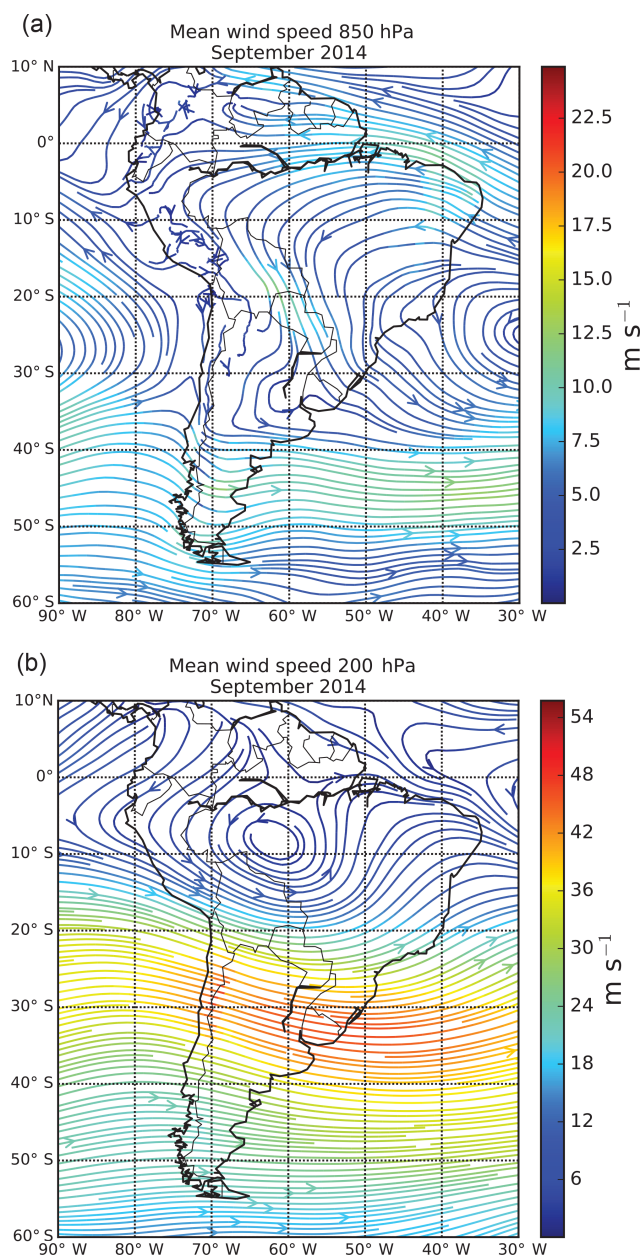 (a)
Mean wind speed 850 hPa
September 2014
10° N
0°
10° S
20° S
30° S
40° S
50° S
60° S
90° W 80° W 70° W 60° W 50° W 40° W 30° W
22.5
20.0
17.5
15.0
12.5
10.0
7.5
5.0
2.5
m s⁻¹
(b)
Mean wind speed 200 hPa
September 2014
10°N
0°
10° S
20° S
30° S
40° S
50° S
60° S
90° W 80° W 70° W 60° W 50° W 40° W 30° W
54
48
42
36
30
24
18
12
6
m s⁻¹